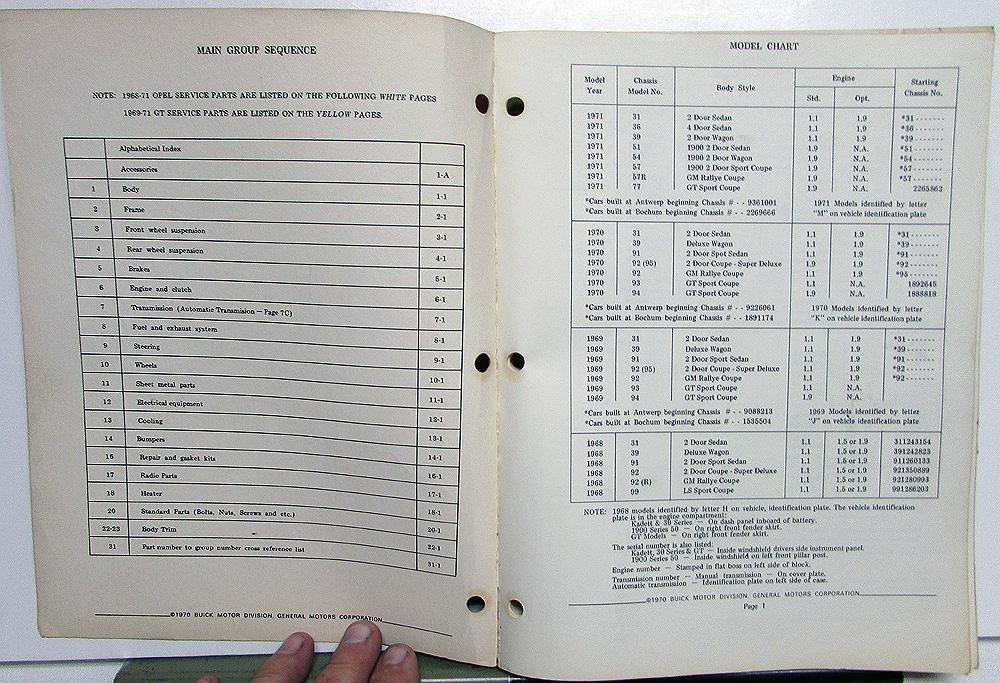 MAIN GROUP SEQUENCE
NOTE: 1968-71 OPEL SERVICE PARTS ARE LISTED ON THE FOLLOWING WHITE PAGES
1969-71 GT SERVICE PARTS ARE LISTED ON THE YELLOW PAGES.
Alphabetical Index
Accessories 1-A
1 Body 1-1
2 Frame 2-1
3 Front wheel suspension 3-1
4 Rear wheel suspension 4-1
5 Brakes 5-1
6 Engine and clutch 6-1
7 Transmission (Automatic Transmision - Page 7C) 7-1
8 Fuel and exhaust system 8-1
9 Steering 9-1
10 Wheels 10-1
11 Sheet metal parts 11-1
12 Electrical equipment 12-1
13 Cooling 13-1
14 Bumpers 14-1
16 Repair and gasket kits 16-1
17 Radio Parts 17-1
18 Heater 18-1
20 Standard Parts (Bolts, Nuts, Screws and etc.) 20-1
22-23 Body Trim 22-1
31 Part number to group number cross reference list 31-1
©1970 BUICK MOTOR DIVISION, GENERAL MOTORS CORPORATION
MODEL CHART
Model Year Chassis Model No. Body Style Engine Std. Opt. Starting Chassis No.
1971 31 2 Door Sedan 1.1 1.9 *31-------
1971 36 4 Door Sedan 1.1 1.9 *36-------
1971 39 2 Door Wagon 1.1 1.9 *39-------
1971 51 1900 2 Door Sedan 1.9 N.A. *51-------
1971 54 1900 2 Door Wagon 1.9 N.A. *54-------
1971 57 1900 2 Door Sport Coupe 1.9 N.A. *57-------
1971 57R GM Rallye Coupe 1.9 N.A. *57-------
1971 77 GT Sport Coupe 1.9 N.A. 2265862
*Cars built at Antwerp beginning Chassis # - - 9361001
*Cars built at Bochum beginning Chassis # - - 2269666
1971 Models identified by letter
"M" on vehicle identification plate
1970 31 2 Door Sedan 1.1 1.9 *31-------
1970 39 Deluxe Wagon 1.1 1.9 *39-------
1970 91 2 Door Spot Sedan 1.1 1.9 *91-------
1970 92 (95) 2 Door Coupe - Super Deluxe 1.9 1.9 *92-------
1970 92 GM Rallye Coupe 1.1 1.9 *95-------
1970 93 GT Sport Coupe 1.1 N.A. 1892645
1970 94 GT Sport Coupe 1.9 N.A. 1888818
*Cars built at Antwerp beginning Chassis # - - 9226061
*Cars built at Bochum beginning Chassis # - - 1891174
1970 Models identified by letter
"K" on vehicle identification plate
1969 31 2 Door Sedan 1.1 1.9 *31-------
1969 39 Deluxe Wagon 1.1 1.9 *39-------
1969 91 2 Door Sport Sedan 1.1 1.9 *91-------
1969 92 (95) 2 Door Coupe - Super Deluxe 1.1 1.9 *92-------
1969 92 GM Rallye Coupe 1.1 1.9 *92-------
1969 93 GT Sport Coupe 1.1 N.A.
1969 94 GT Sport Coupe 1.9 N.A.
*Cars built at Antwerp beginning Chassis # - - 9088213
*Cars built at Bochum beginning Chassis # - - 1535504
1969 Models identified by letter
"J" on vehicle identification plate
1968 31 2 Door Sedan 1.1 1.5 or 1.9 311243154
1968 39 Deluxe Wagon 1.1 1.5 or 1.9 391242823
1968 91 2 Door Sport Sedan 1.1 1.5 or 1.9 911260133
1968 92 2 Door Coupe - Super Deluxe 1.1 1.5 or 1.9 921350889
1968 92 (R) GM Rallye Coupe 1.1 1.5 or 1.9 921280993
1968 99 LS Sport Coupe 1.1 1.5 or 1.9 991286203
NOTE: 1968 models identified by letter H on vehicle, identification plate. The vehicle identification
plate is in the engine compartment:
Kadett & 30 Series — On dash panel inboard of battery.
1900 Series 50 — On right front fender skirt.
GT Models — On right front fender skirt.
The serial number is also listed:
Kadett, 30 Series & GT — Inside windshield drivers side instrument panel.
1900 Series 50 — Inside windshield on left front pillar post.
Engine number — Stamped in flat boss on left side of block.
Transmission number — Manual transmission — On cover plate.
Automatic transmission — Identification plate on left side of case.
©1970 BUICK MOTOR DIVISION, GENERAL MOTORS CORPORATION
Page 1